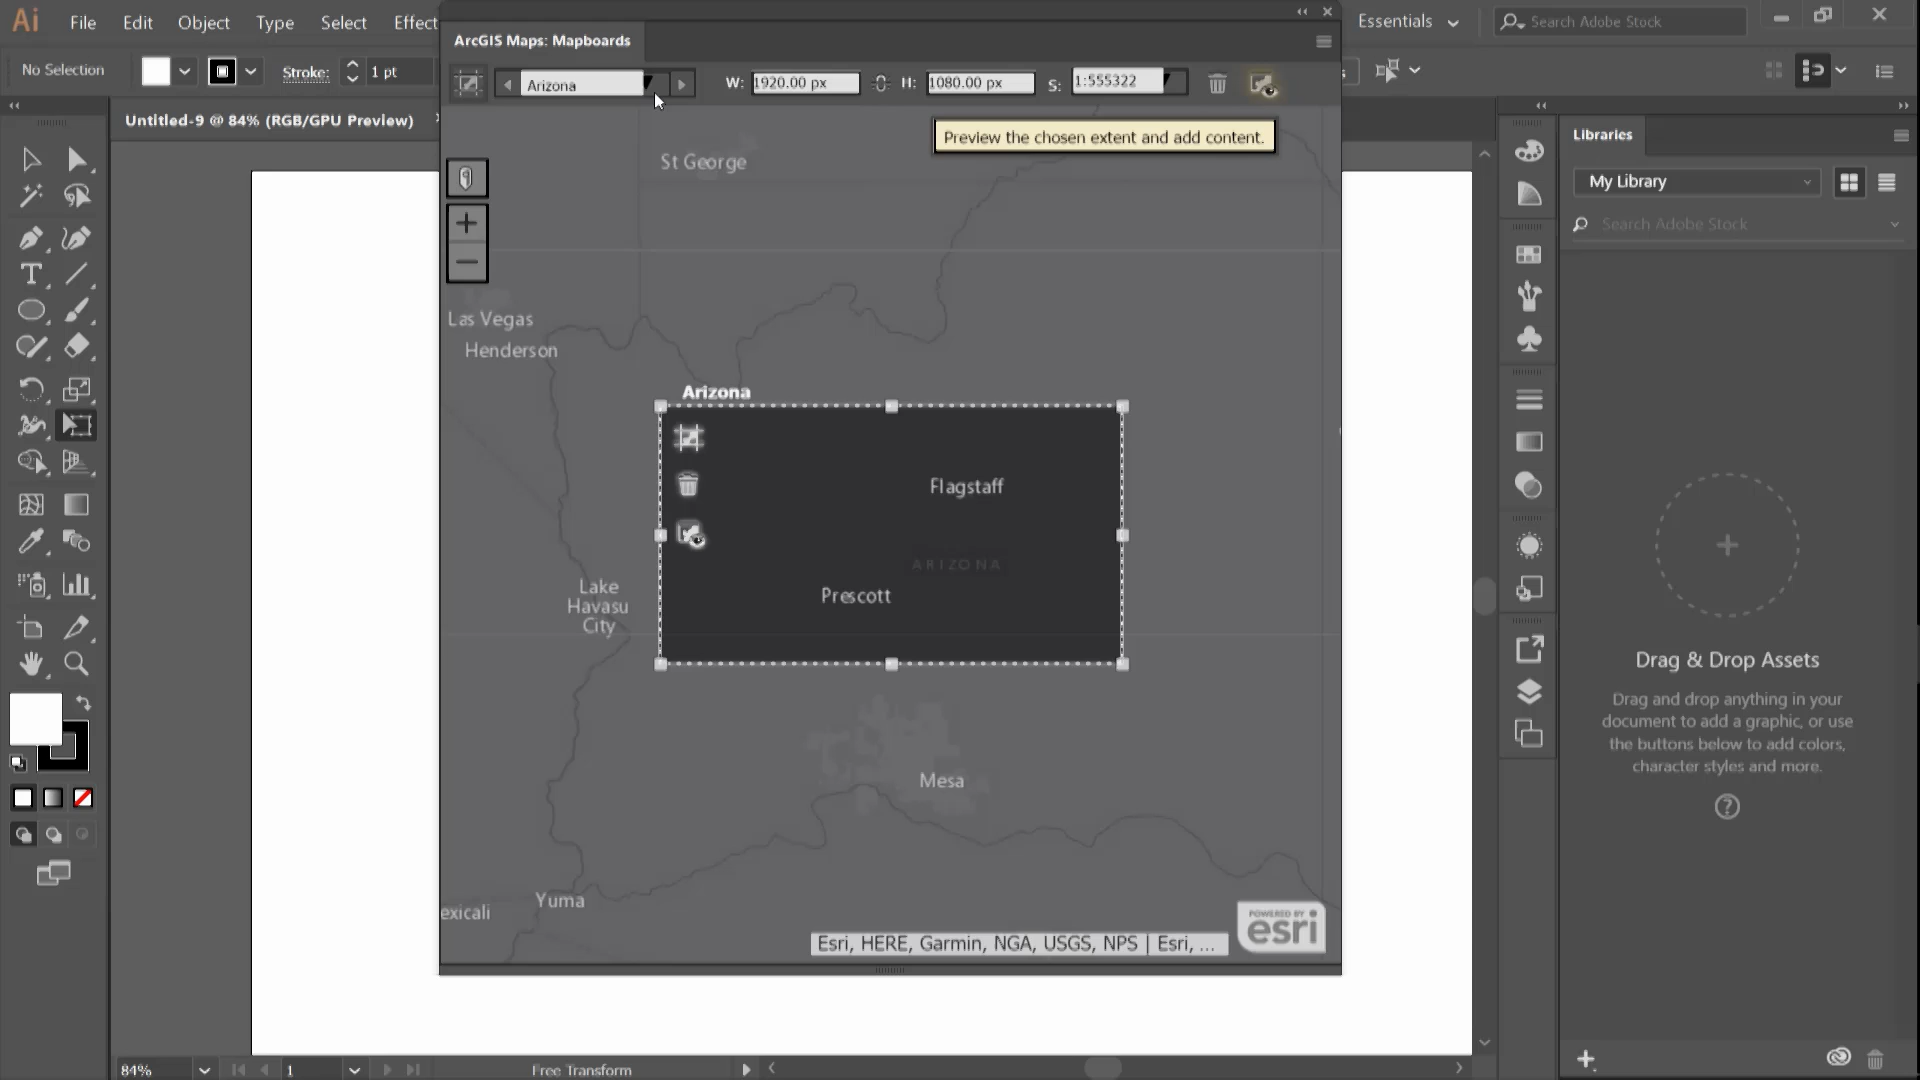 Ai File Edit Object Type Select Effect
Essentials
Search Adobe Stock
No Selection
Stroke:
1 pt
ArcGIS Maps: Mapboards
Arizona
W: 1920.00 px
H: 1080.00 px
S: 1:555322
Untitled-9 @ 84% (RGB/GPU Preview)
Preview the chosen extent and add content.
St George
Las Vegas
Henderson
Arizona
Flagstaff
ARIZONA
Prescott
Lake
Havasu
City
Mesa
Yuma
exicali
POWERED BY
esri
Esri, HERE, Garmin, NGA, USGS, NPS | Esri, ...
Libraries
My Library
Search Adobe Stock
Drag & Drop Assets
Drag and drop anything in your
document to add a graphic, or use
the buttons below to add colors,
character styles and more.
84%
1
Free Transform